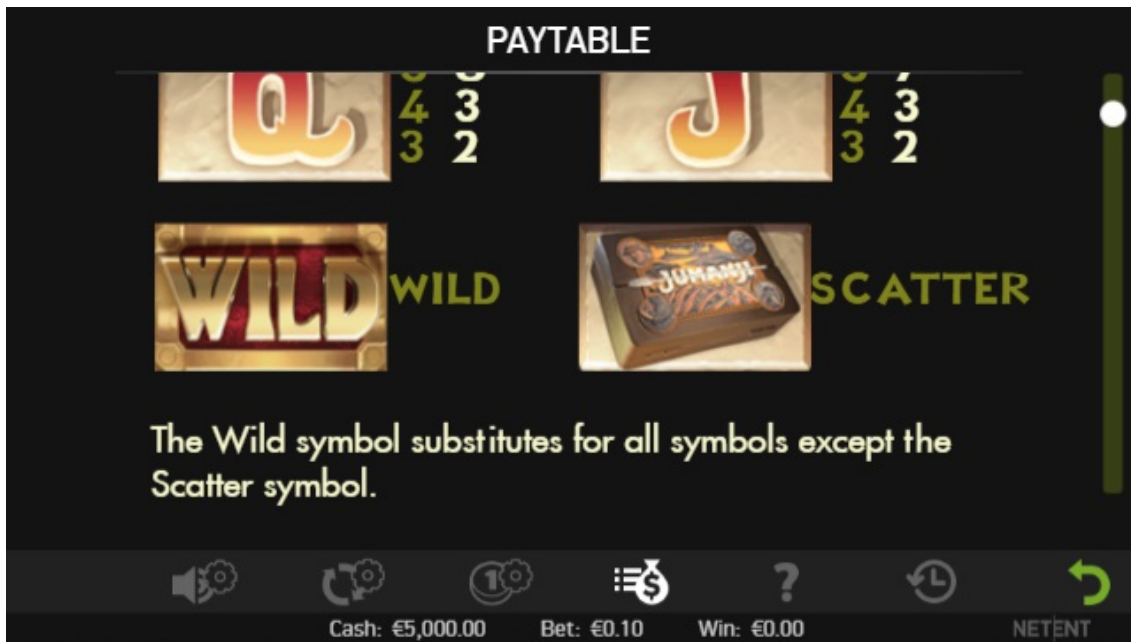 PAYTABLE
Q J
4 3 4 3
3 2 3 2
WILD WILD JUMANJI SCATTER
The Wild symbol substitutes for all symbols except the
Scatter symbol.
1 $ ?
Cash: €5,000.00 Bet: €0.10 Win: €0.00 NETENT